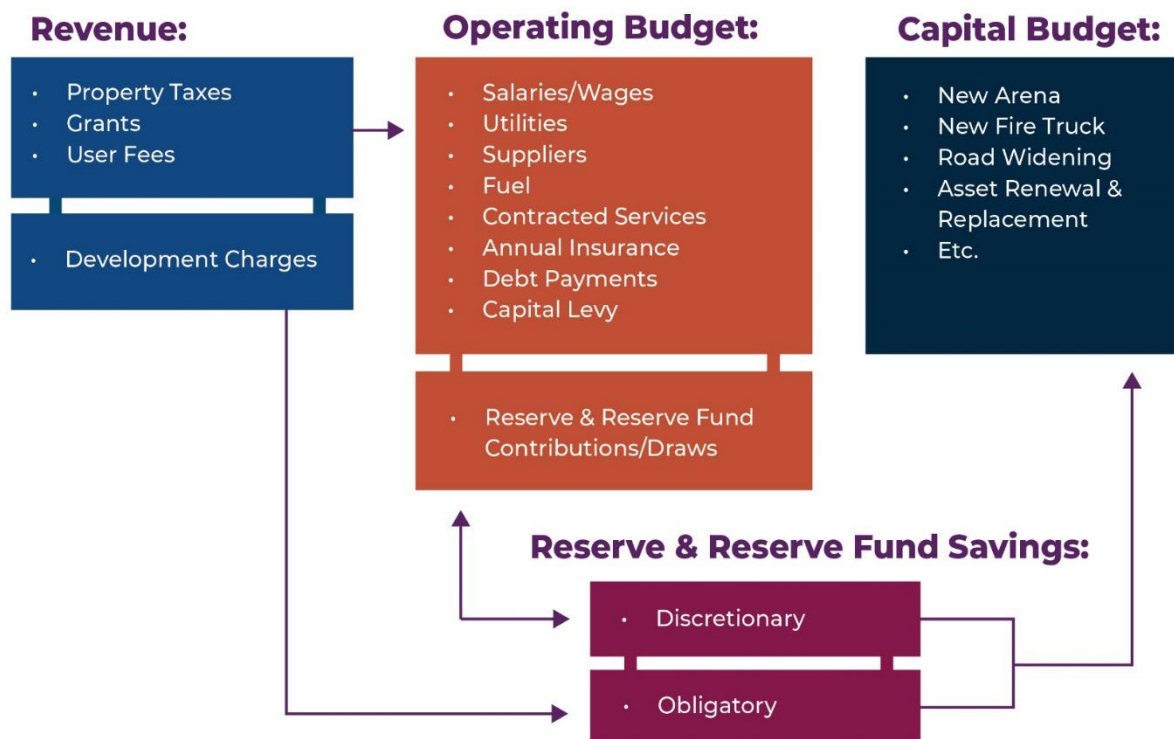 Revenue:
· Property Taxes
· Grants
· User Fees
· Development Charges
Operating Budget:
· Salaries/Wages
· Utilities
· Suppliers
· Fuel
· Contracted Services
· Annual Insurance
· Debt Payments
· Capital Levy
· Reserve & Reserve Fund
Contributions/Draws
Capital Budget:
· New Arena
· New Fire Truck
· Road Widening
· Asset Renewal &
Replacement
· Etc.
Reserve & Reserve Fund Savings:
· Discretionary
· Obligatory